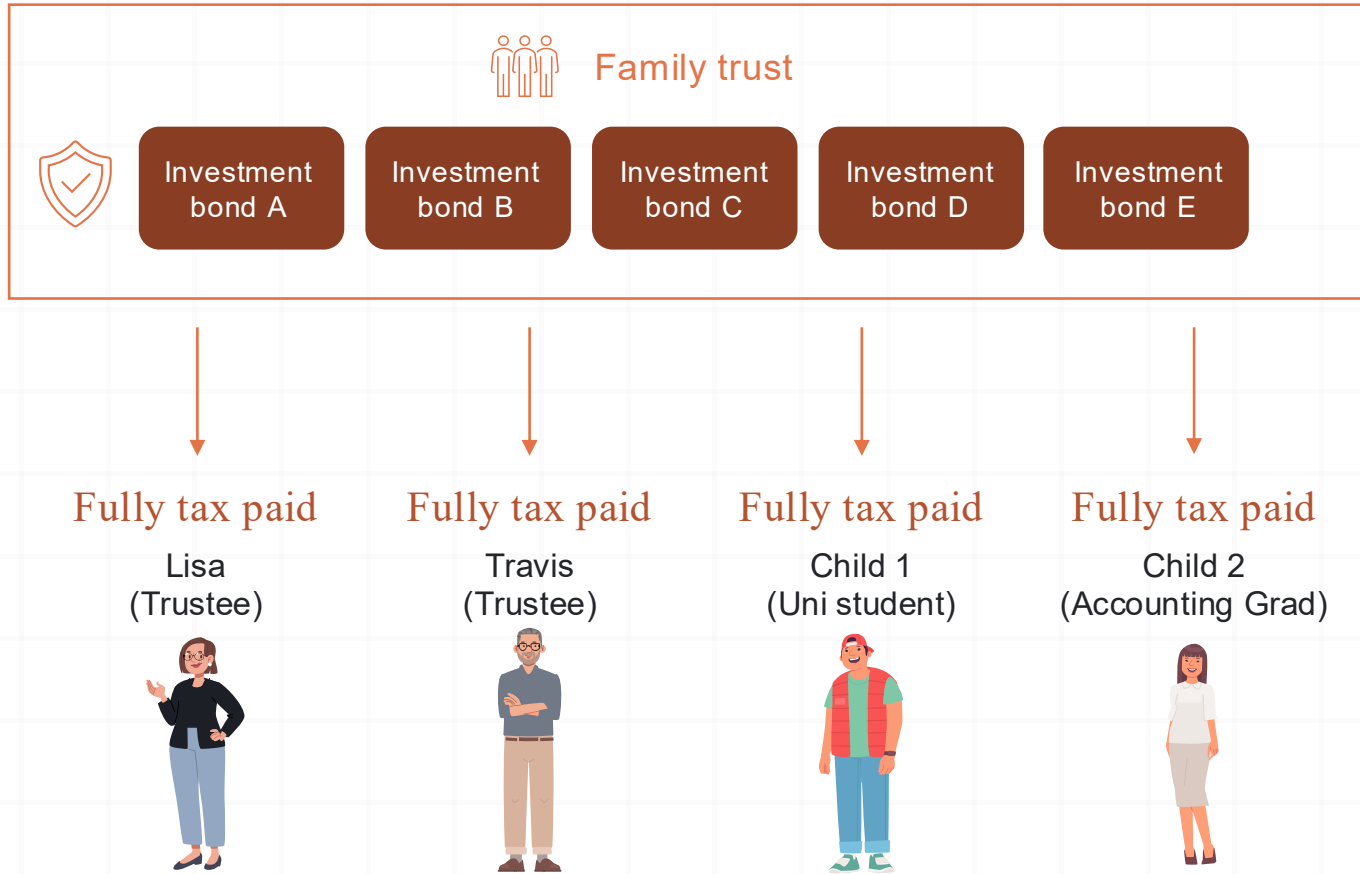 Family trust
Investment
bond A
Investment
bond B
Investment
bond C
Investment
bond D
Investment
bond E
Fully tax paid
Lisa
(Trustee)
Fully tax paid
Travis
(Trustee)
Fully tax paid
Child 1
(Uni student)
Fully tax paid
Child 2
(Accounting Grad)